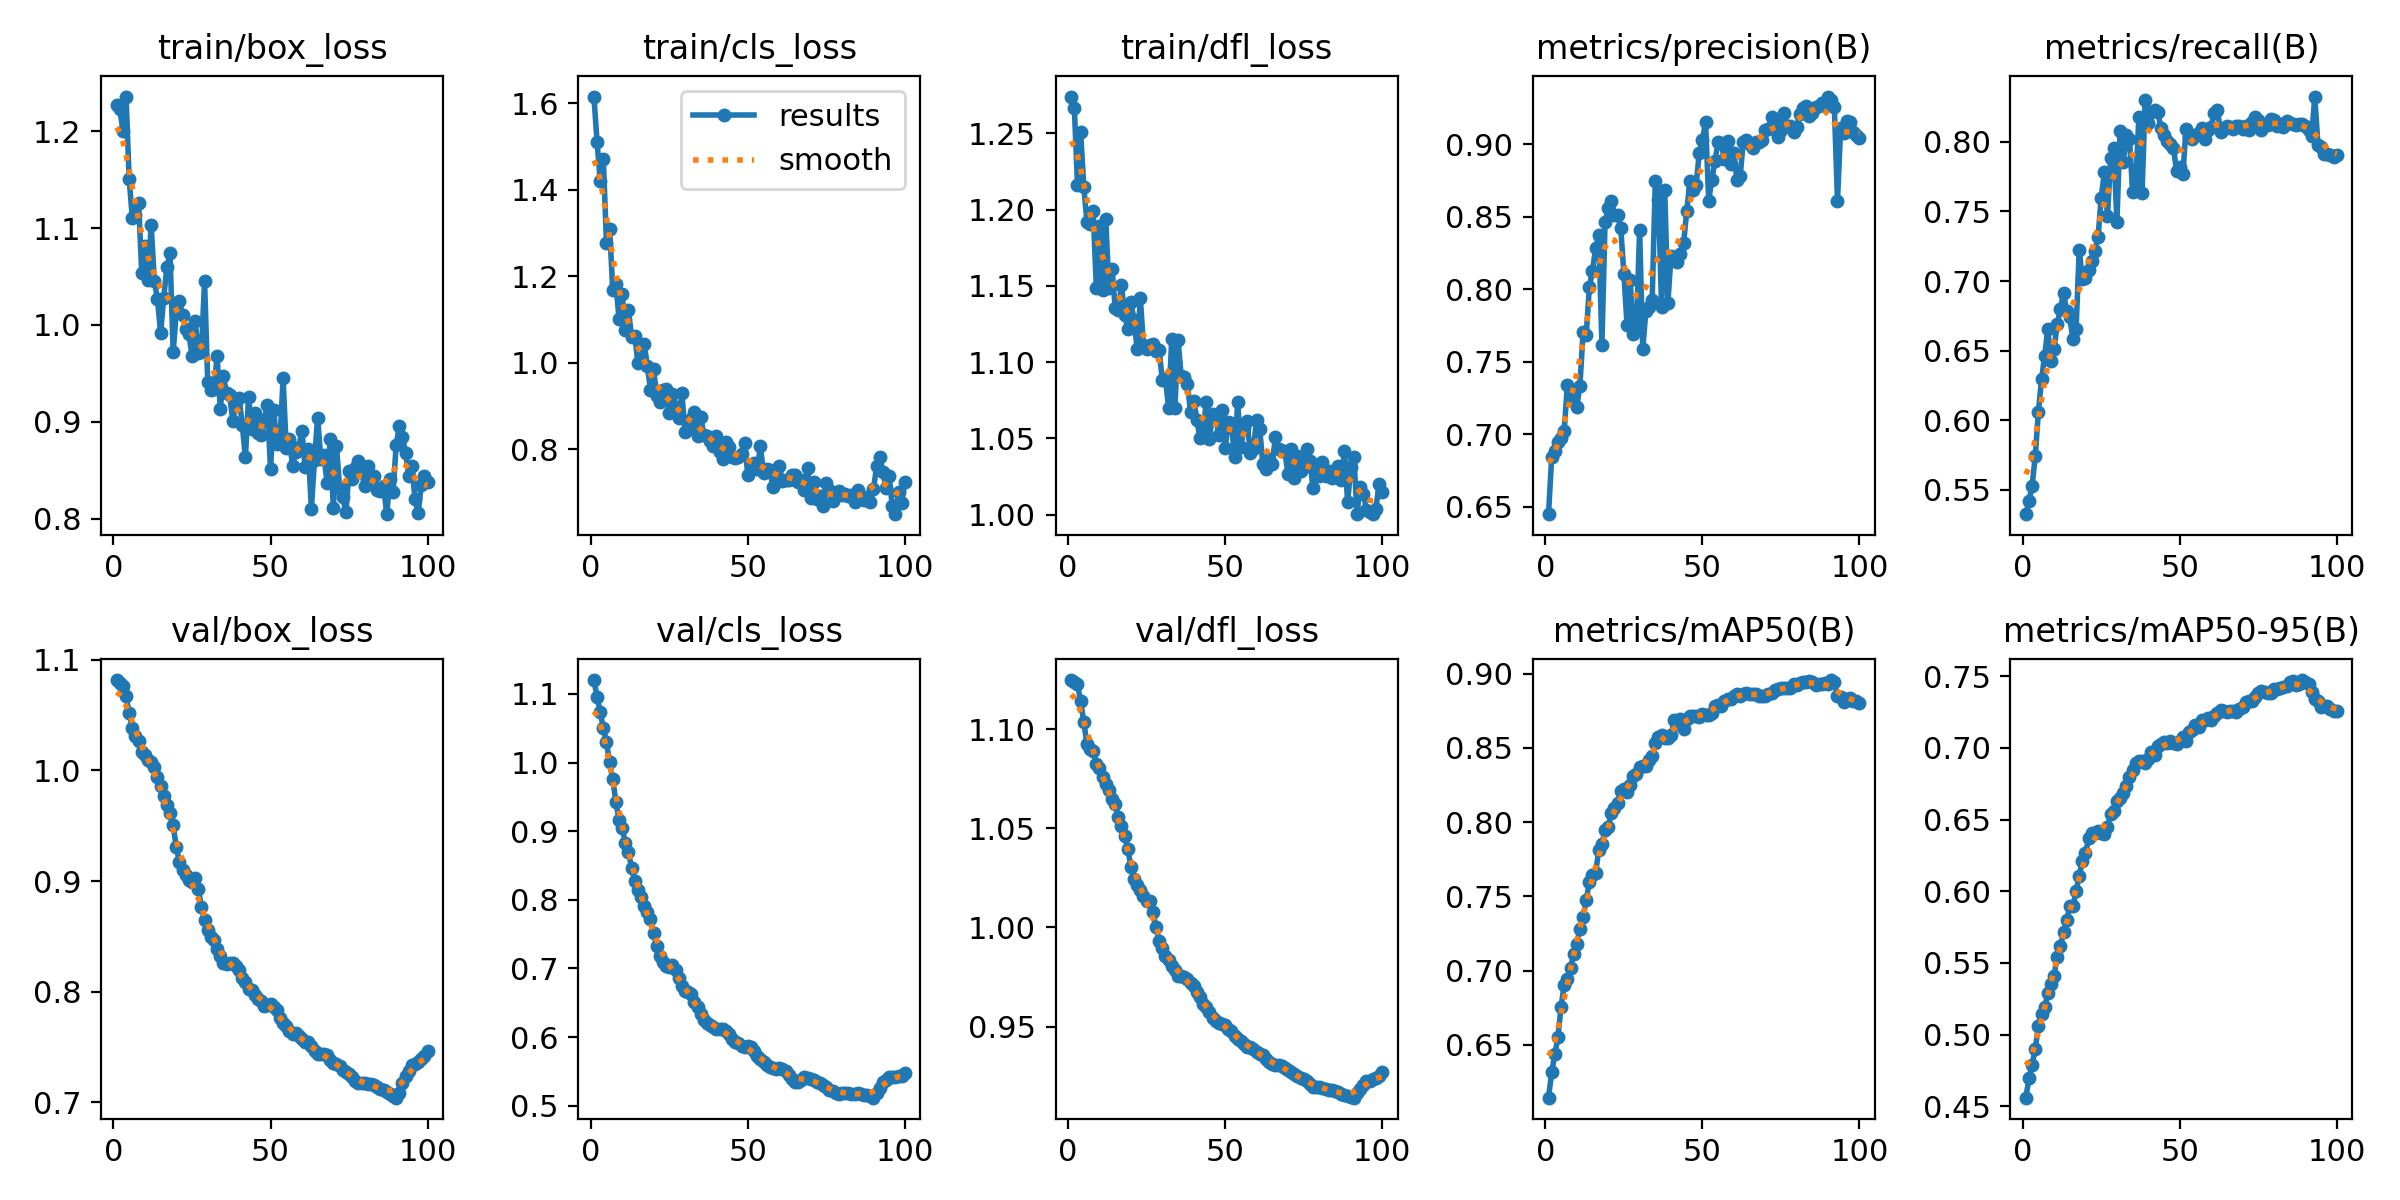 train/box_loss
train/cls_loss
train/dfl_loss
metrics/precision(B)
metrics/recall(B)
1.2
1.1
1.0
0.9
0.8
0 50 100
1.6
1.4
1.2
1.0
0.8
0 50 100
results
smooth
1.25
1.20
1.15
1.10
1.05
1.00
0 50 100
0.90
0.85
0.80
0.75
0.70
0.65
0 50 100
0.80
0.75
0.70
0.65
0.60
0.55
0 50 100
val/box_loss
val/cls_loss
val/dfl_loss
metrics/mAP50(B)
metrics/mAP50-95(B)
1.1
1.0
0.9
0.8
0.7
0 50 100
1.1
1.0
0.9
0.8
0.7
0.6
0.5
0 50 100
1.10
1.05
1.00
0.95
0 50 100
0.90
0.85
0.80
0.75
0.70
0.65
0 50 100
0.75
0.70
0.65
0.60
0.55
0.50
0.45
0 50 100